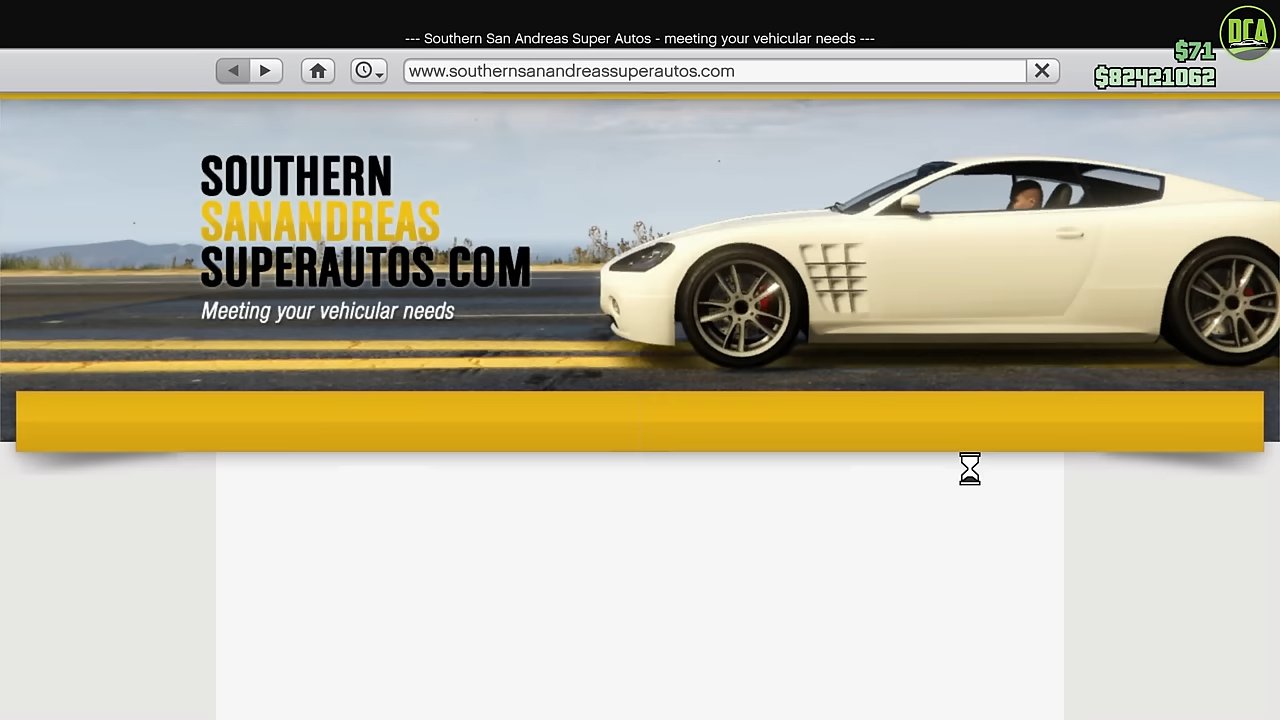 --- Southern San Andreas Super Autos - meeting your vehicular needs ---
DCA
$71
www.southernsanandreassuperautos.com
$82421062
SOUTHERN
SANANDREAS
SUPERAUTOS.COM
Meeting your vehicular needs